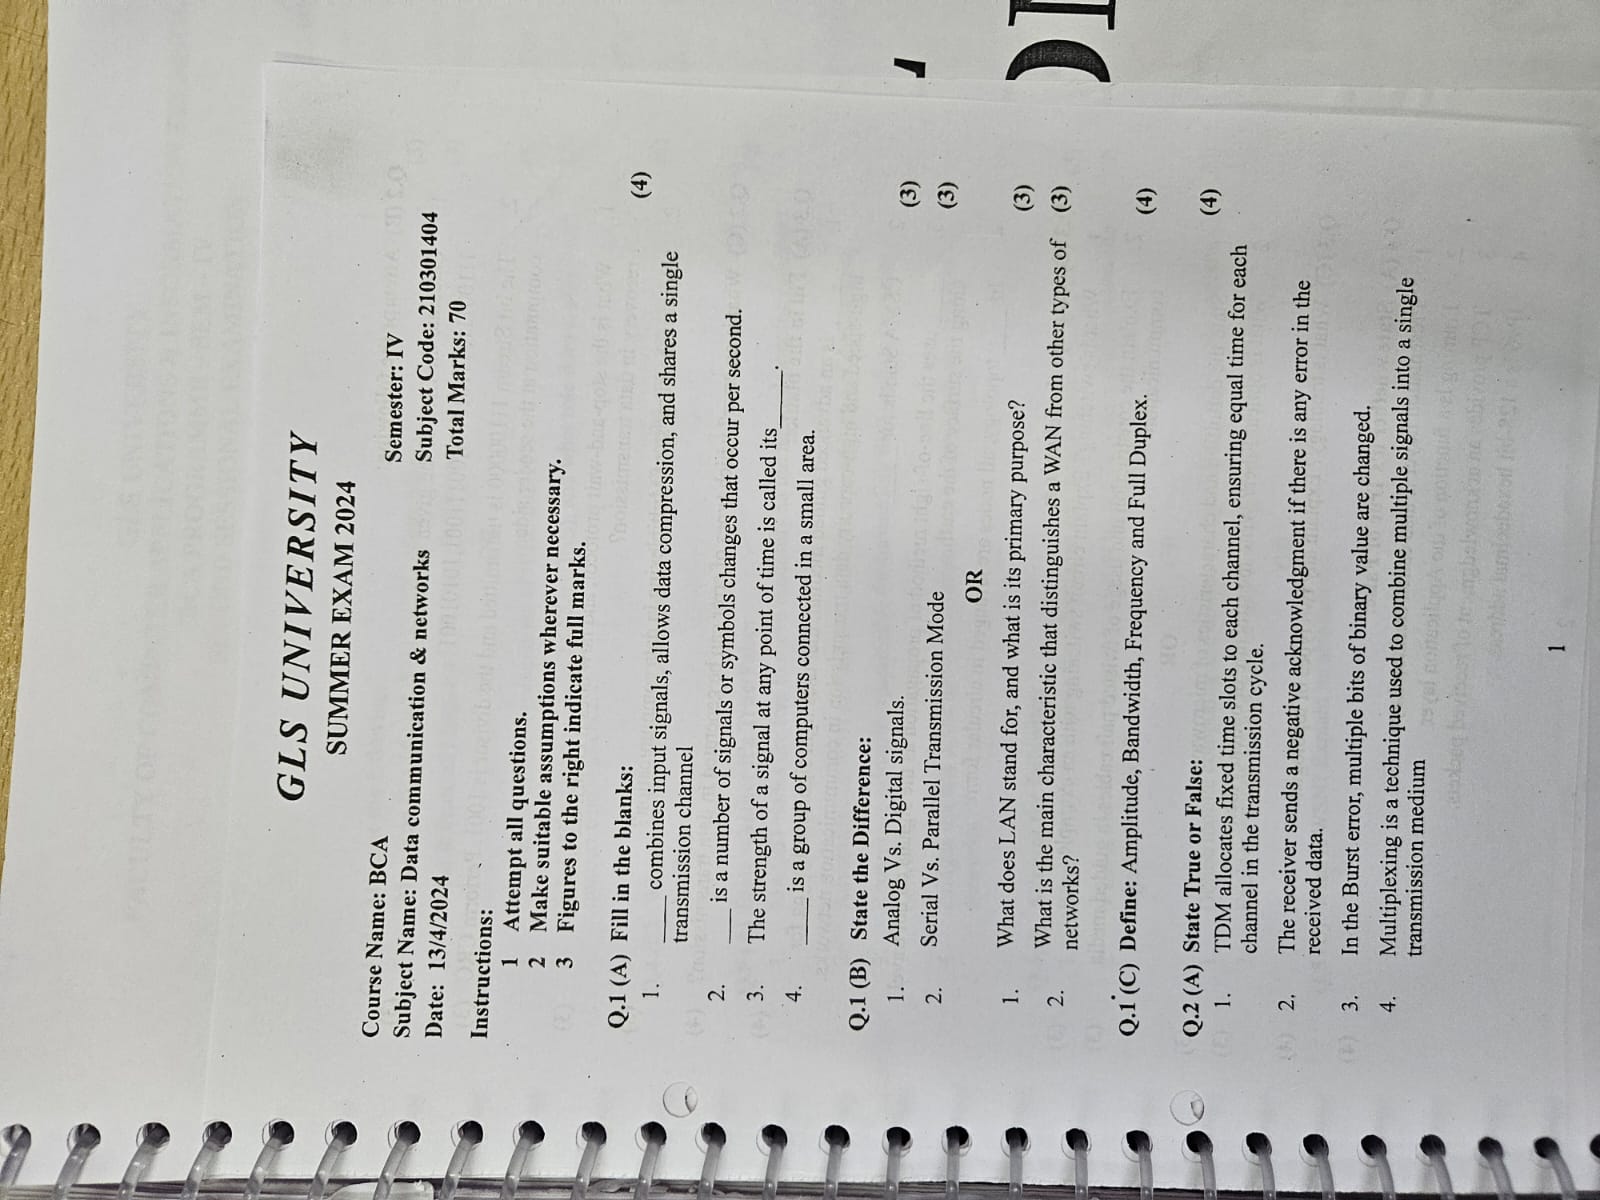 GLS UNIVERSITY
SUMMER EXAM 2024
Course Name: BCA
Semester: IV
Subject Name: Data communication & networks
Subject Code: 210301404
Date: 13/4/2024
Total Marks: 70
Instructions:
1 Attempt all questions.
2 Make suitable assumptions wherever necessary.
3 Figures to the right indicate full marks.
Q.1 (A) Fill in the blanks: (4)
1. ____ combines input signals, allows data compression, and shares a single
transmission channel
2. ___ is a number of signals or symbols changes that occur per second.
3. The strength of a signal at any point of time is called its_____.
4. ____ is a group of computers connected in a small area.
Q.1 (B) State the Difference:
1. Analog Vs. Digital signals. (3)
2. Serial Vs. Parallel Transmission Mode (3)
OR
1. What does LAN stand for, and what is its primary purpose? (3)
2. What is the main characteristic that distinguishes a WAN from other types of (3)
networks?
Q.1 (C) Define: Amplitude, Bandwidth, Frequency and Full Duplex. (4)
Q.2 (A) State True or False: (4)
1. TDM allocates fixed time slots to each channel, ensuring equal time for each
channel in the transmission cycle.
2. The receiver sends a negative acknowledgment if there is any error in the
received data.
3. In the Burst error, multiple bits of binary value are changed.
4. Multiplexing is a technique used to combine multiple signals into a single
transmission medium
1